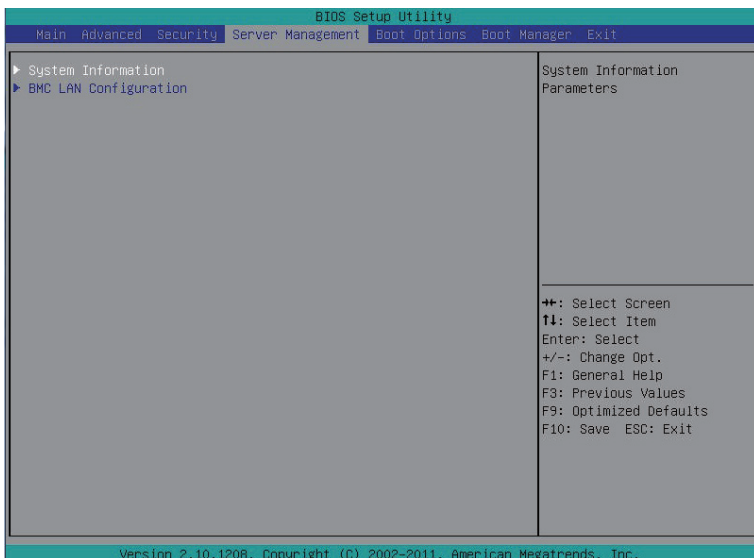 BIOS Setup Utility
Main Advanced Security Server Management Boot Options Boot Manager Exit
▶ System Information
▶ BMC LAN Configuration
System Information
Parameters
→←: Select Screen
↑↓: Select Item
Enter: Select
+/-: Change Opt.
F1: General Help
F3: Previous Values
F9: Optimized Defaults
F10: Save ESC: Exit
Version 2.10.1208. Copyright (C) 2002-2011, American Megatrends, Inc.